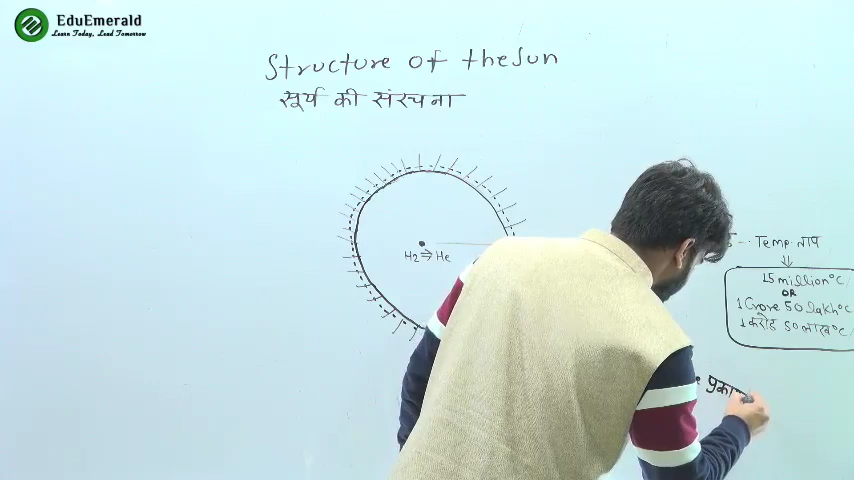 EduEmerald
Learn Today, Lead Tomorrow
Structure of the Sun
सूर्य की संरचना
H2⇒He
Temp. ताप
15 million°C/
OR
1 Crore 50 lakh°C
1 करोड़ 50 लाख°C/